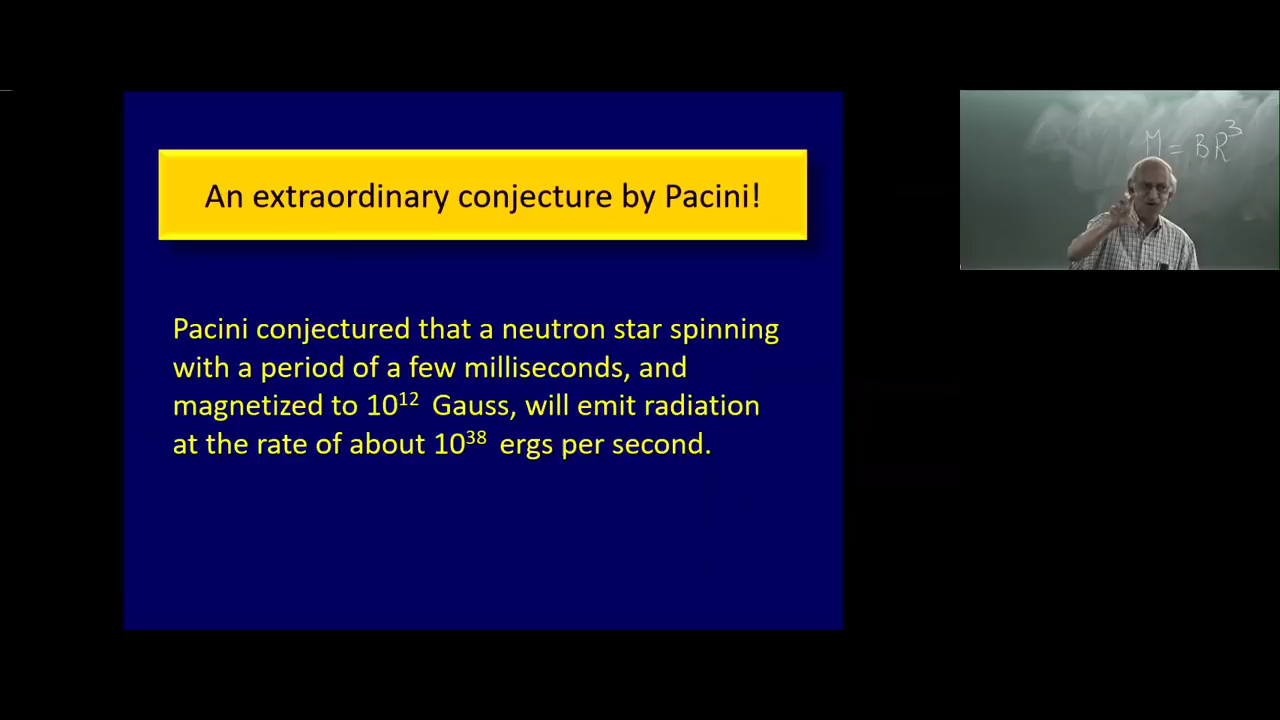 An extraordinary conjecture by Pacini!
Pacini conjectured that a neutron star spinning
with a period of a few milliseconds, and
magnetized to 10¹² Gauss, will emit radiation
at the rate of about 10³⁸ ergs per second.
M = BR³